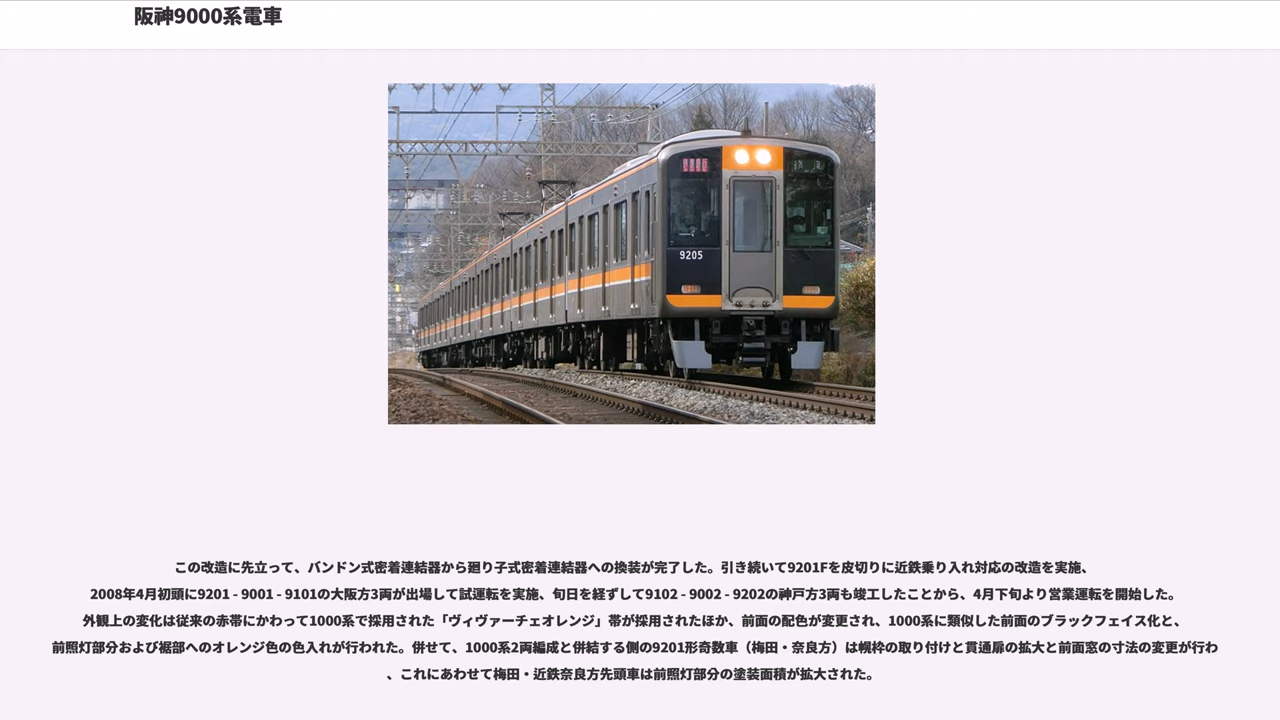 阪神9000系電車
9205
この改造に先立って、バンドン式密着連結器から廻り子式密着連結器への換装が完了した。引き続いて9201Fを皮切りに近鉄乗り入れ対応の改造を実施、
2008年4月初頭に9201 - 9001 - 9101の大阪方3両が出場して試運転を実施、旬日を経ずして9102 - 9002 - 9202の神戸方3両も竣工したことから、4月下旬より営業運転を開始した。
外観上の変化は従来の赤帯にかわって1000系で採用された「ヴィヴァーチェオレンジ」帯が採用されたほか、前面の配色が変更され、1000系に類似した前面のブラックフェイス化と、
前照灯部分および裾部へのオレンジ色の色入れが行われた。併せて、1000系2両編成と併結する側の9201形奇数車（梅田・奈良方）は幌枠の取り付けと貫通扉の拡大と前面窓の寸法の変更が行わ
、これにあわせて梅田・近鉄奈良方先頭車は前照灯部分の塗装面積が拡大された。